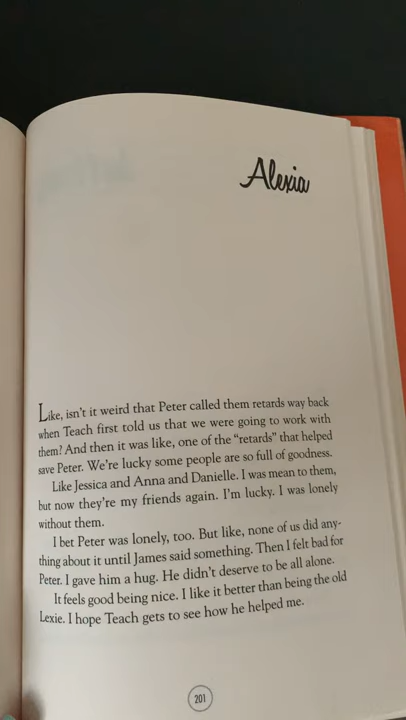 Alexia
Like, isn't it weird that Peter called them retards way back
when Teach first told us that we were going to work with
them? And then it was like, one of the "retards" that helped
save Peter. We're lucky some people are so full of goodness.
Like Jessica and Anna and Danielle. I was mean to them,
but now they're my friends again. I'm lucky. I was lonely
without them.
I bet Peter was lonely, too. But like, none of us did any-
thing about it until James said something. Then I felt bad for
Peter. I gave him a hug. He didn't deserve to be all alone.
It feels good being nice. I like it better than being the old
Lexie. I hope Teach gets to see how he helped me.
201